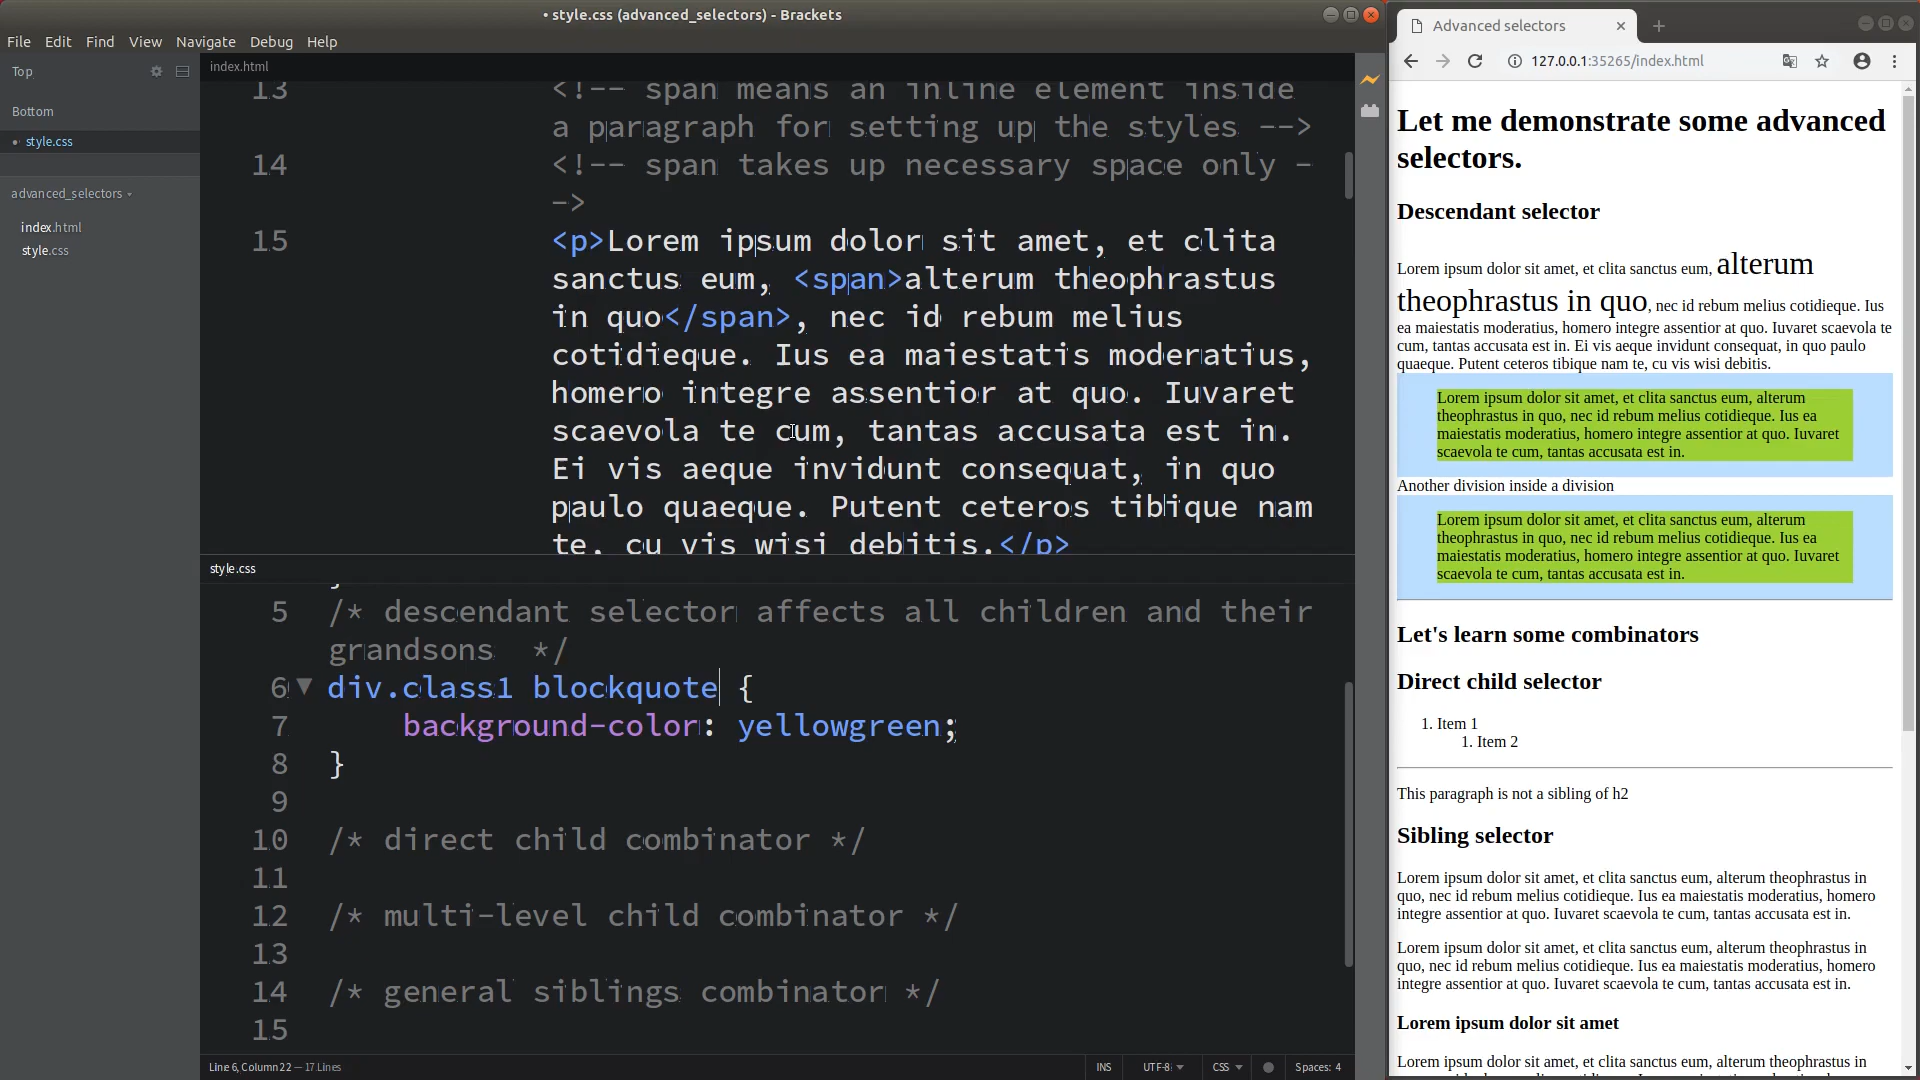 • style.css (advanced_selectors) - Brackets
File Edit Find View Navigate Debug Help
Top
Bottom
• style.css
advanced_selectors
index.html
style.css
index.html
13 <!-- span means an inline element inside
a paragraph for setting up the styles -->
14 <!-- span takes up necessary space only -
->
15 <p>Lorem ipsum dolor sit amet, et clita
sanctus eum, <span>alterum theophrastus
in quo</span>, nec id rebum melius
cotidieque. Ius ea maiestatis moderatius,
homero integre assentior at quo. Iuvaret
scaevola te cum, tantas accusata est in.
Ei vis aeque invidunt consequat, in quo
paulo quaeque. Putent ceteros tibique nam
te, cu vis wisi debitis.</p>
style.css
}
5 /* descendant selector affects all children and their
grandsons  */
6 div.class1 blockquote {
7 background-color: yellowgreen;
8 }
9
10 /* direct child combinator */
11
12 /* multi-level child combinator */
13
14 /* general siblings combinator */
15
Line 6, Column 22 — 17 Lines
INS UTF-8 CSS Spaces: 4
Advanced selectors
127.0.0.1:35265/index.html
Let me demonstrate some advanced
selectors.
Descendant selector
Lorem ipsum dolor sit amet, et clita sanctus eum, alterum
theophrastus in quo, nec id rebum melius cotidieque. Ius
ea maiestatis moderatius, homero integre assentior at quo. Iuvaret scaevola te
cum, tantas accusata est in. Ei vis aeque invidunt consequat, in quo paulo
quaeque. Putent ceteros tibique nam te, cu vis wisi debitis.
Lorem ipsum dolor sit amet, et clita sanctus eum, alterum
theophrastus in quo, nec id rebum melius cotidieque. Ius ea
maiestatis moderatius, homero integre assentior at quo. Iuvaret
scaevola te cum, tantas accusata est in.
Another division inside a division
Lorem ipsum dolor sit amet, et clita sanctus eum, alterum
theophrastus in quo, nec id rebum melius cotidieque. Ius ea
maiestatis moderatius, homero integre assentior at quo. Iuvaret
scaevola te cum, tantas accusata est in.
Let's learn some combinators
Direct child selector
1. Item 1
1. Item 2
This paragraph is not a sibling of h2
Sibling selector
Lorem ipsum dolor sit amet, et clita sanctus eum, alterum theophrastus in
quo, nec id rebum melius cotidieque. Ius ea maiestatis moderatius, homero
integre assentior at quo. Iuvaret scaevola te cum, tantas accusata est in.
Lorem ipsum dolor sit amet, et clita sanctus eum, alterum theophrastus in
quo, nec id rebum melius cotidieque. Ius ea maiestatis moderatius, homero
integre assentior at quo. Iuvaret scaevola te cum, tantas accusata est in.
Lorem ipsum dolor sit amet
Lorem ipsum dolor sit amet, et clita sanctus eum, alterum theophrastus in